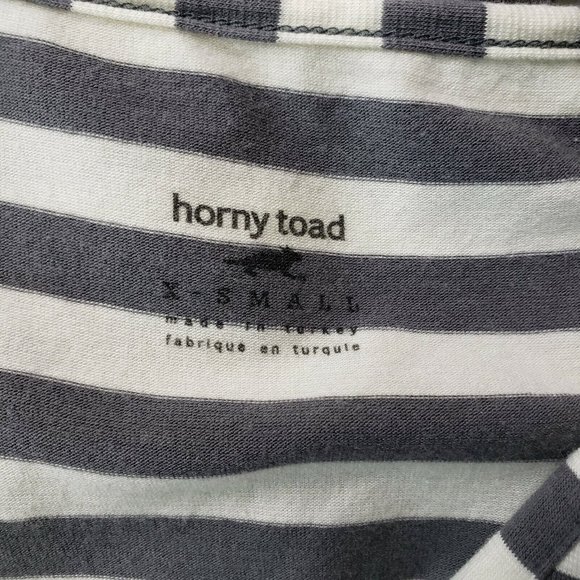 horny toad
X-SMALL
made in turkey
fabrique en turquie